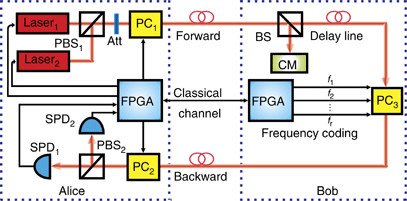 Laser₁
PBS₁
Att
PC₁
Forward
BS
Delay line
Laser₂
CM
FPGA
Classical
channel
FPGA
f₁
f₂
⋮
fᵣ
PC₃
SPD₂
Frequency coding
SPD₁
PBS₂
PC₂
Backward
Alice
Bob